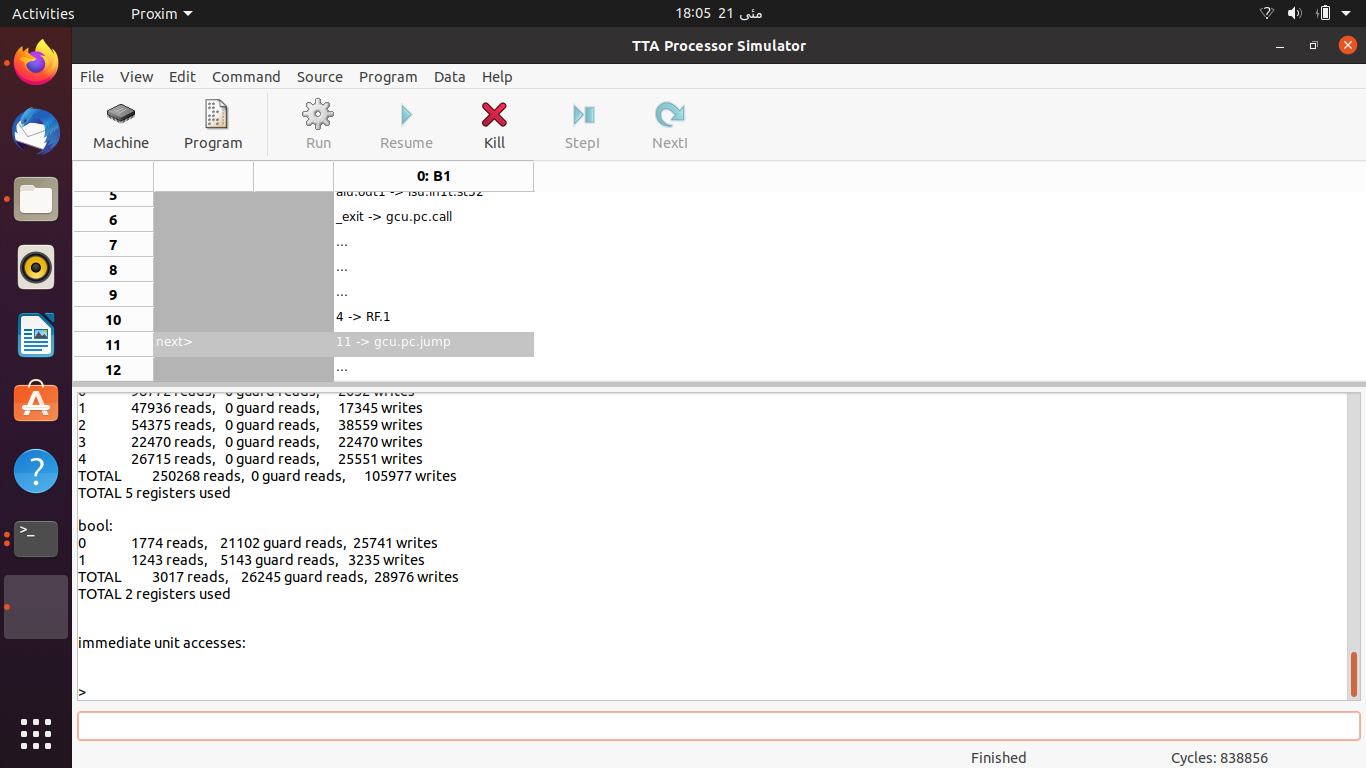 Activities Proxim 18:05 21 مئی
TTA Processor Simulator
File View Edit Command Source Program Data Help
Machine Program Run Resume Kill StepI NextI
0: B1
5
6 _exit -> gcu.pc.call
7 ...
8 ...
9 ...
10 4 -> RF.1
11 next> 11 -> gcu.pc.jump
12 ...
1 47936 reads, 0 guard reads, 17345 writes
2 54375 reads, 0 guard reads, 38559 writes
3 22470 reads, 0 guard reads, 22470 writes
4 26715 reads, 0 guard reads, 25551 writes
TOTAL 250268 reads, 0 guard reads, 105977 writes
TOTAL 5 registers used
bool:
0 1774 reads, 21102 guard reads, 25741 writes
1 1243 reads, 5143 guard reads, 3235 writes
TOTAL 3017 reads, 26245 guard reads, 28976 writes
TOTAL 2 registers used
immediate unit accesses:
>
Finished Cycles: 838856